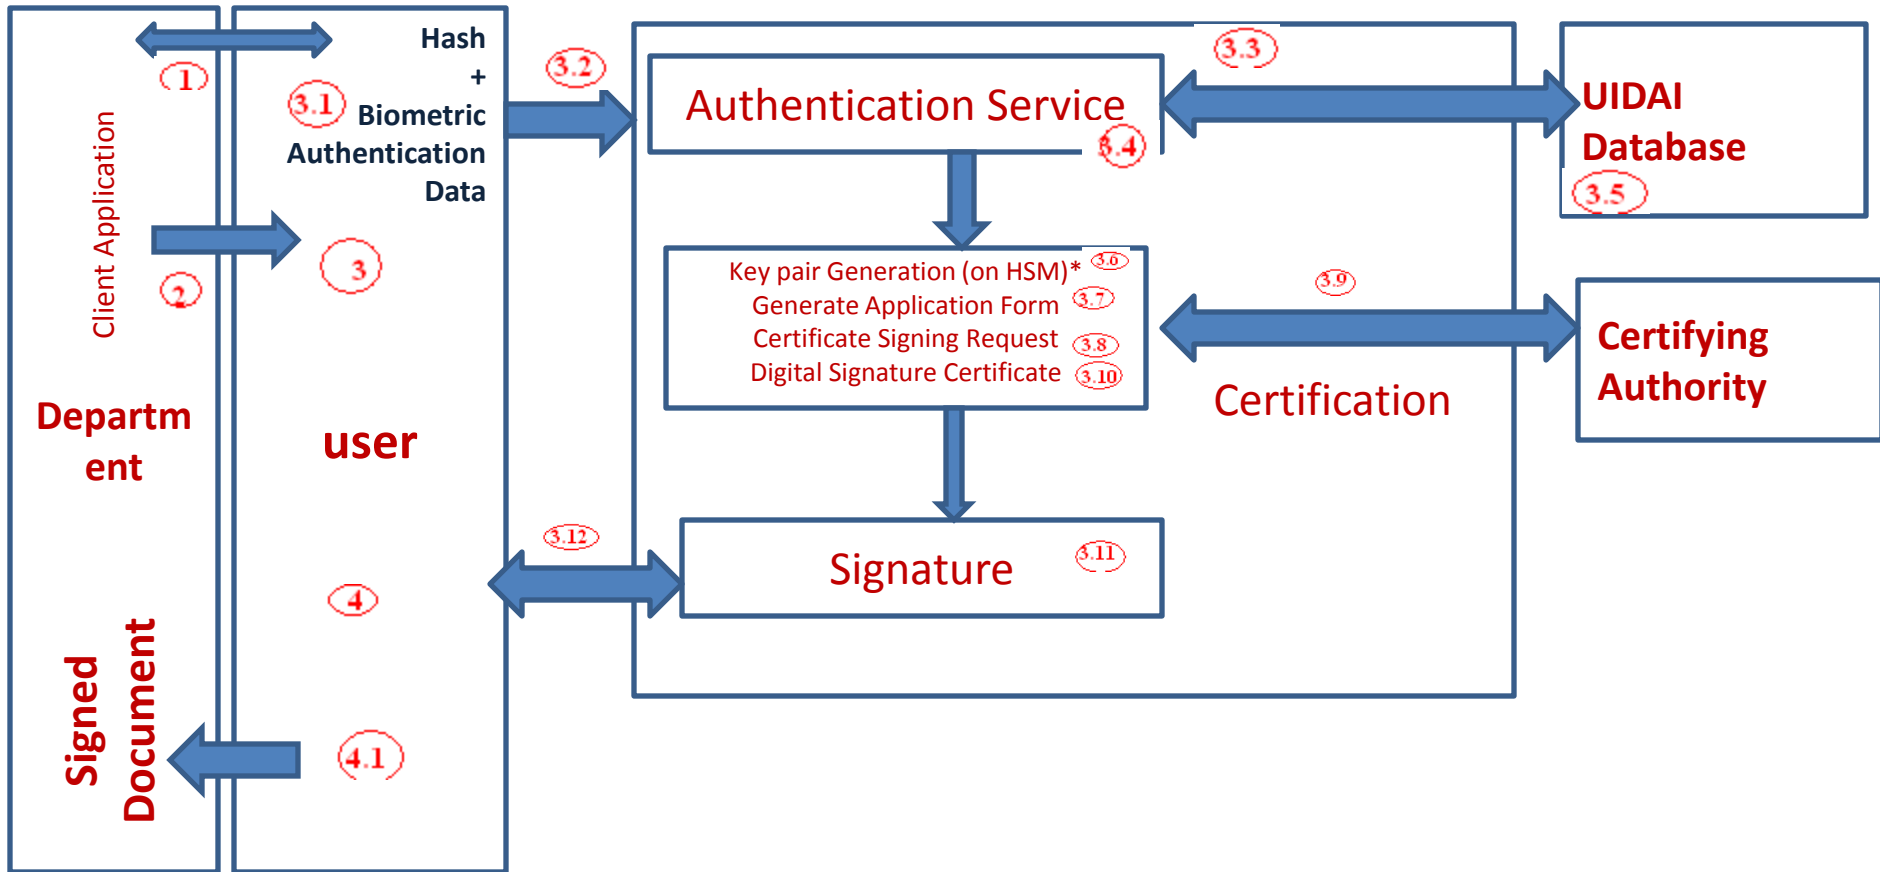 1
Client Application
2
Departm
ent
Signed
Document
Hash
+
3.1
Biometric
Authentication
Data
3
user
4
4.1
3.2
3.12
Authentication Service
3.4
Key pair Generation (on HSM)* 3.6
Generate Application Form 3.7
Certificate Signing Request 3.8
Digital Signature Certificate 3.10
Signature 3.11
3.3
3.9
Certification
UIDAI
Database
3.5
Certifying
Authority